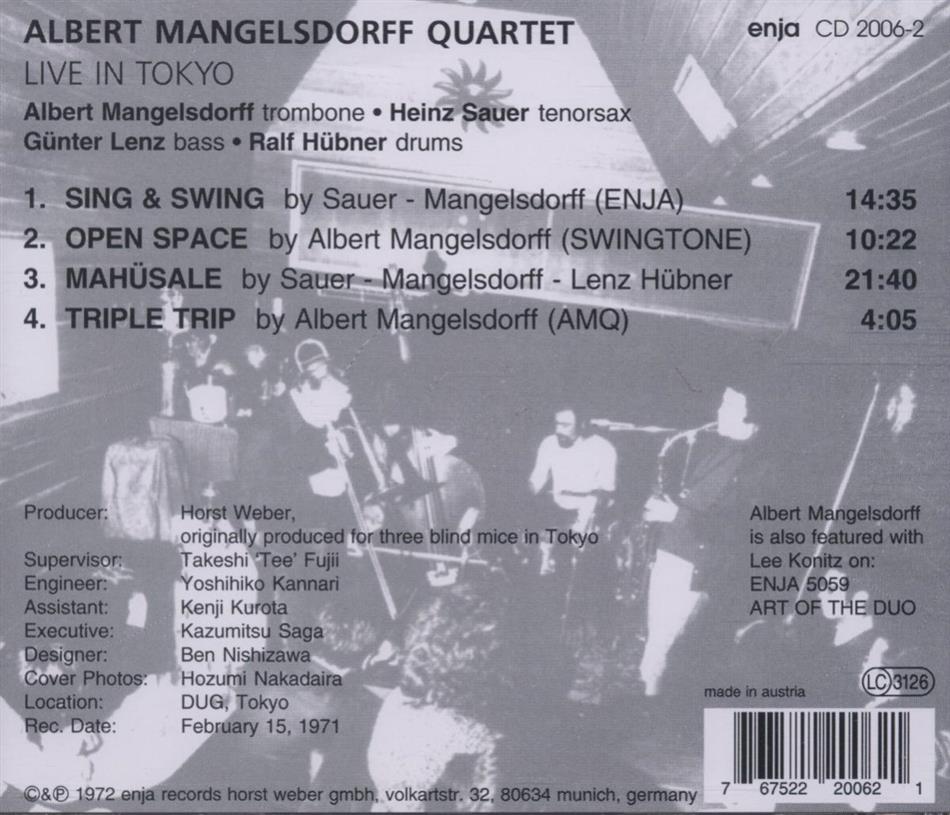 ALBERT MANGELSDORFF QUARTET
enja CD 2006-2
LIVE IN TOKYO
Albert Mangelsdorff trombone • Heinz Sauer tenorsax
Günter Lenz bass • Ralf Hübner drums
1. SING & SWING by Sauer - Mangelsdorff (ENJA) 14:35
2. OPEN SPACE by Albert Mangelsdorff (SWINGTONE) 10:22
3. MAHÜSALE by Sauer - Mangelsdorff - Lenz Hübner 21:40
4. TRIPLE TRIP by Albert Mangelsdorff (AMQ) 4:05
Producer: Horst Weber,
originally produced for three blind mice in Tokyo
Supervisor: Takeshi ‘Tee’ Fujii
Engineer: Yoshihiko Kannari
Assistant: Kenji Kurota
Executive: Kazumitsu Saga
Designer: Ben Nishizawa
Cover Photos: Hozumi Nakadaira
Location: DUG, Tokyo
Rec. Date: February 15, 1971
Albert Mangelsdorff
is also featured with
Lee Konitz on:
ENJA 5059
ART OF THE DUO
made in austria
LC 3126
©&℗ 1972 enja records horst weber gmbh, volkartstr. 32, 80634 munich, germany
7 67522 20062 1